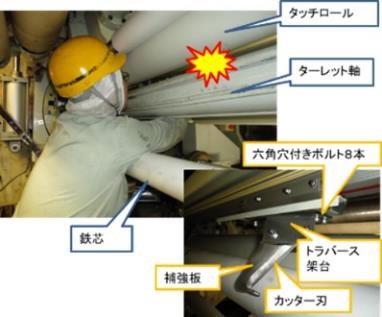 タッチロール
ターレット軸
六角穴付きボルト8本
鉄芯
トラバース
架台
補強板
カッター刃